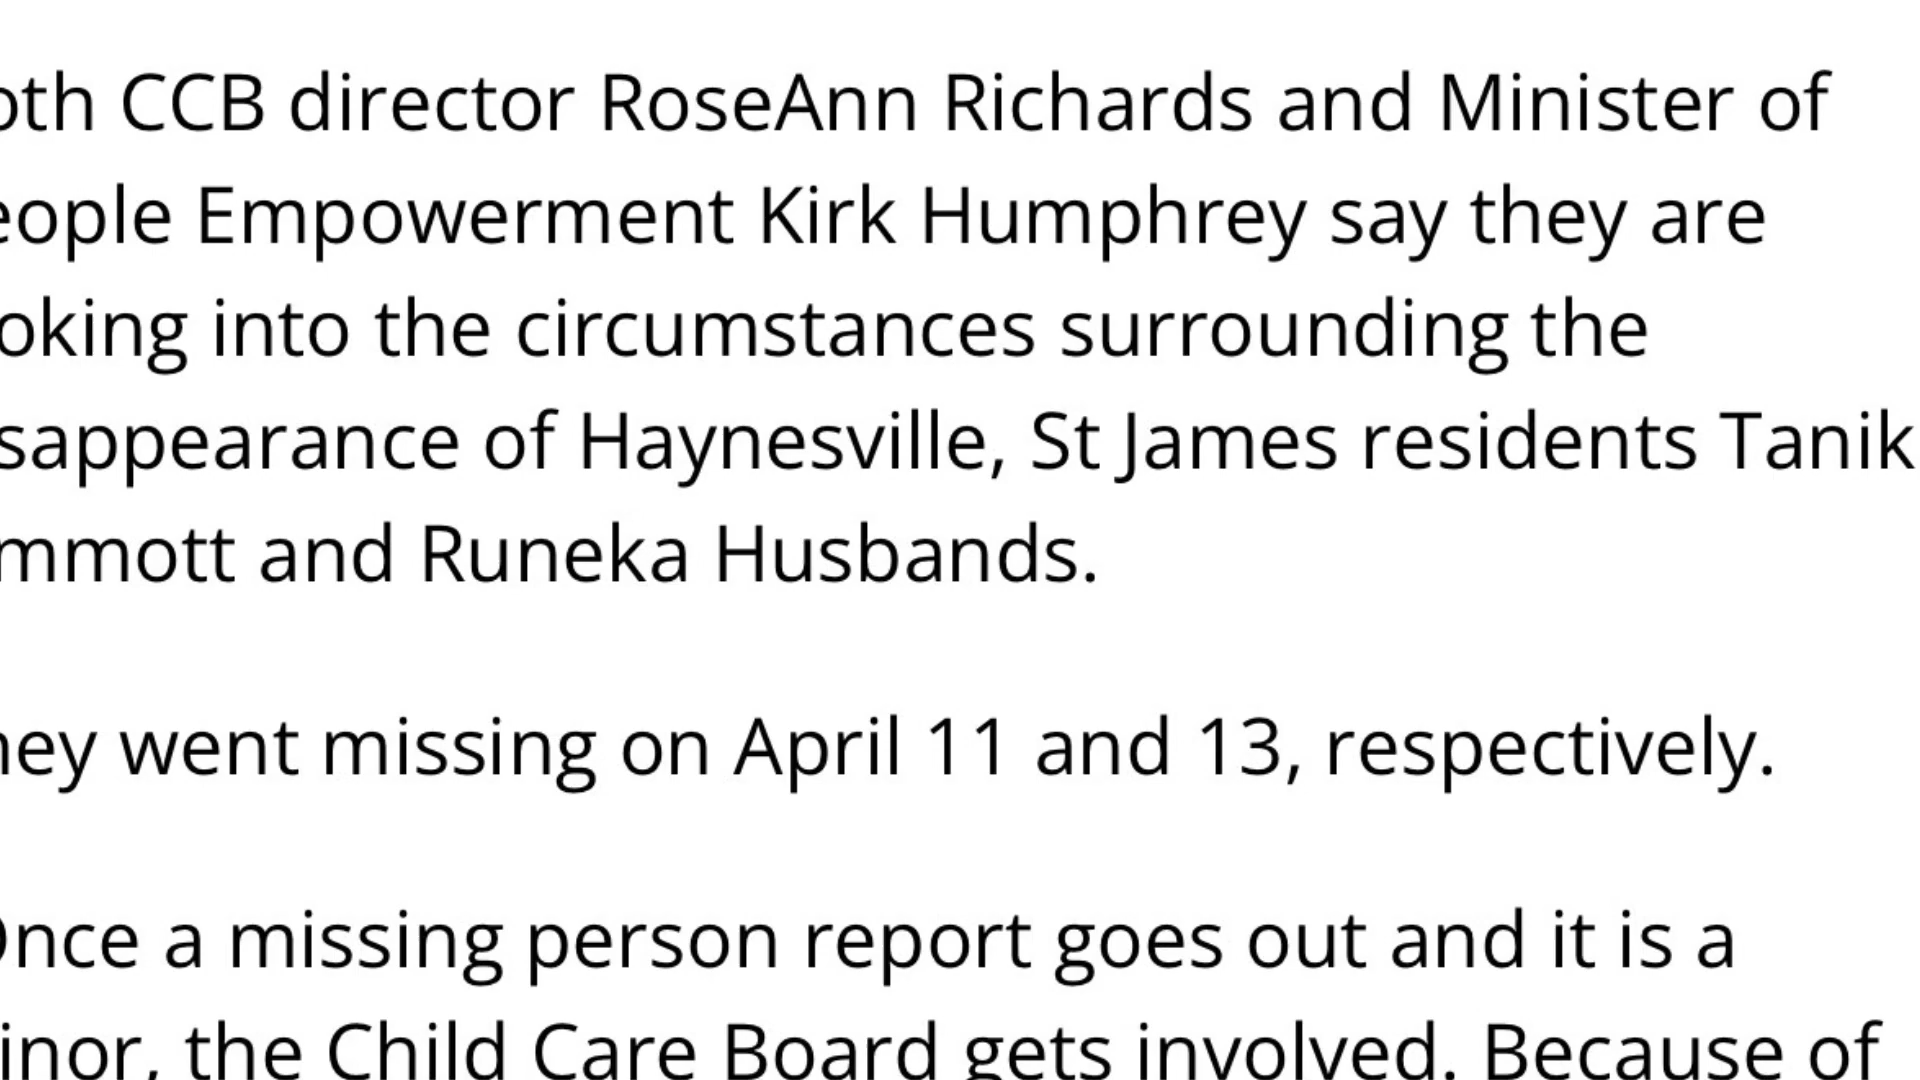 oth CCB director RoseAnn Richards and Minister of
eople Empowerment Kirk Humphrey say they are
oking into the circumstances surrounding the
sappearance of Haynesville, St James residents Tanik
mmott and Runeka Husbands.
hey went missing on April 11 and 13, respectively.
Once a missing person report goes out and it is a
inor, the Child Care Board gets involved. Because of